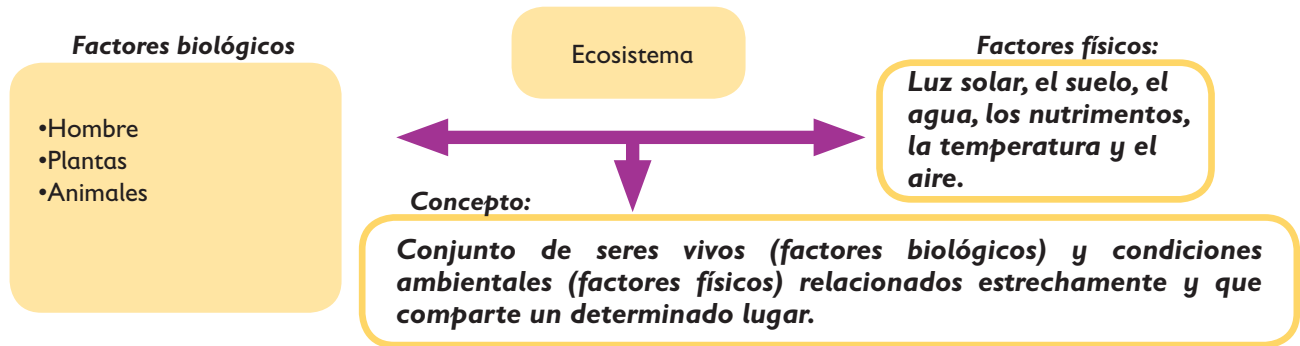 Ecosistema
Factores biológicos
•Hombre
•Plantas
•Animales
Factores físicos:
Luz solar, el suelo, el
agua, los nutrimentos,
la temperatura y el
aire.
Concepto:
Conjunto de seres vivos (factores biológicos) y condiciones
ambientales (factores físicos) relacionados estrechamente y que
comparte un determinado lugar.